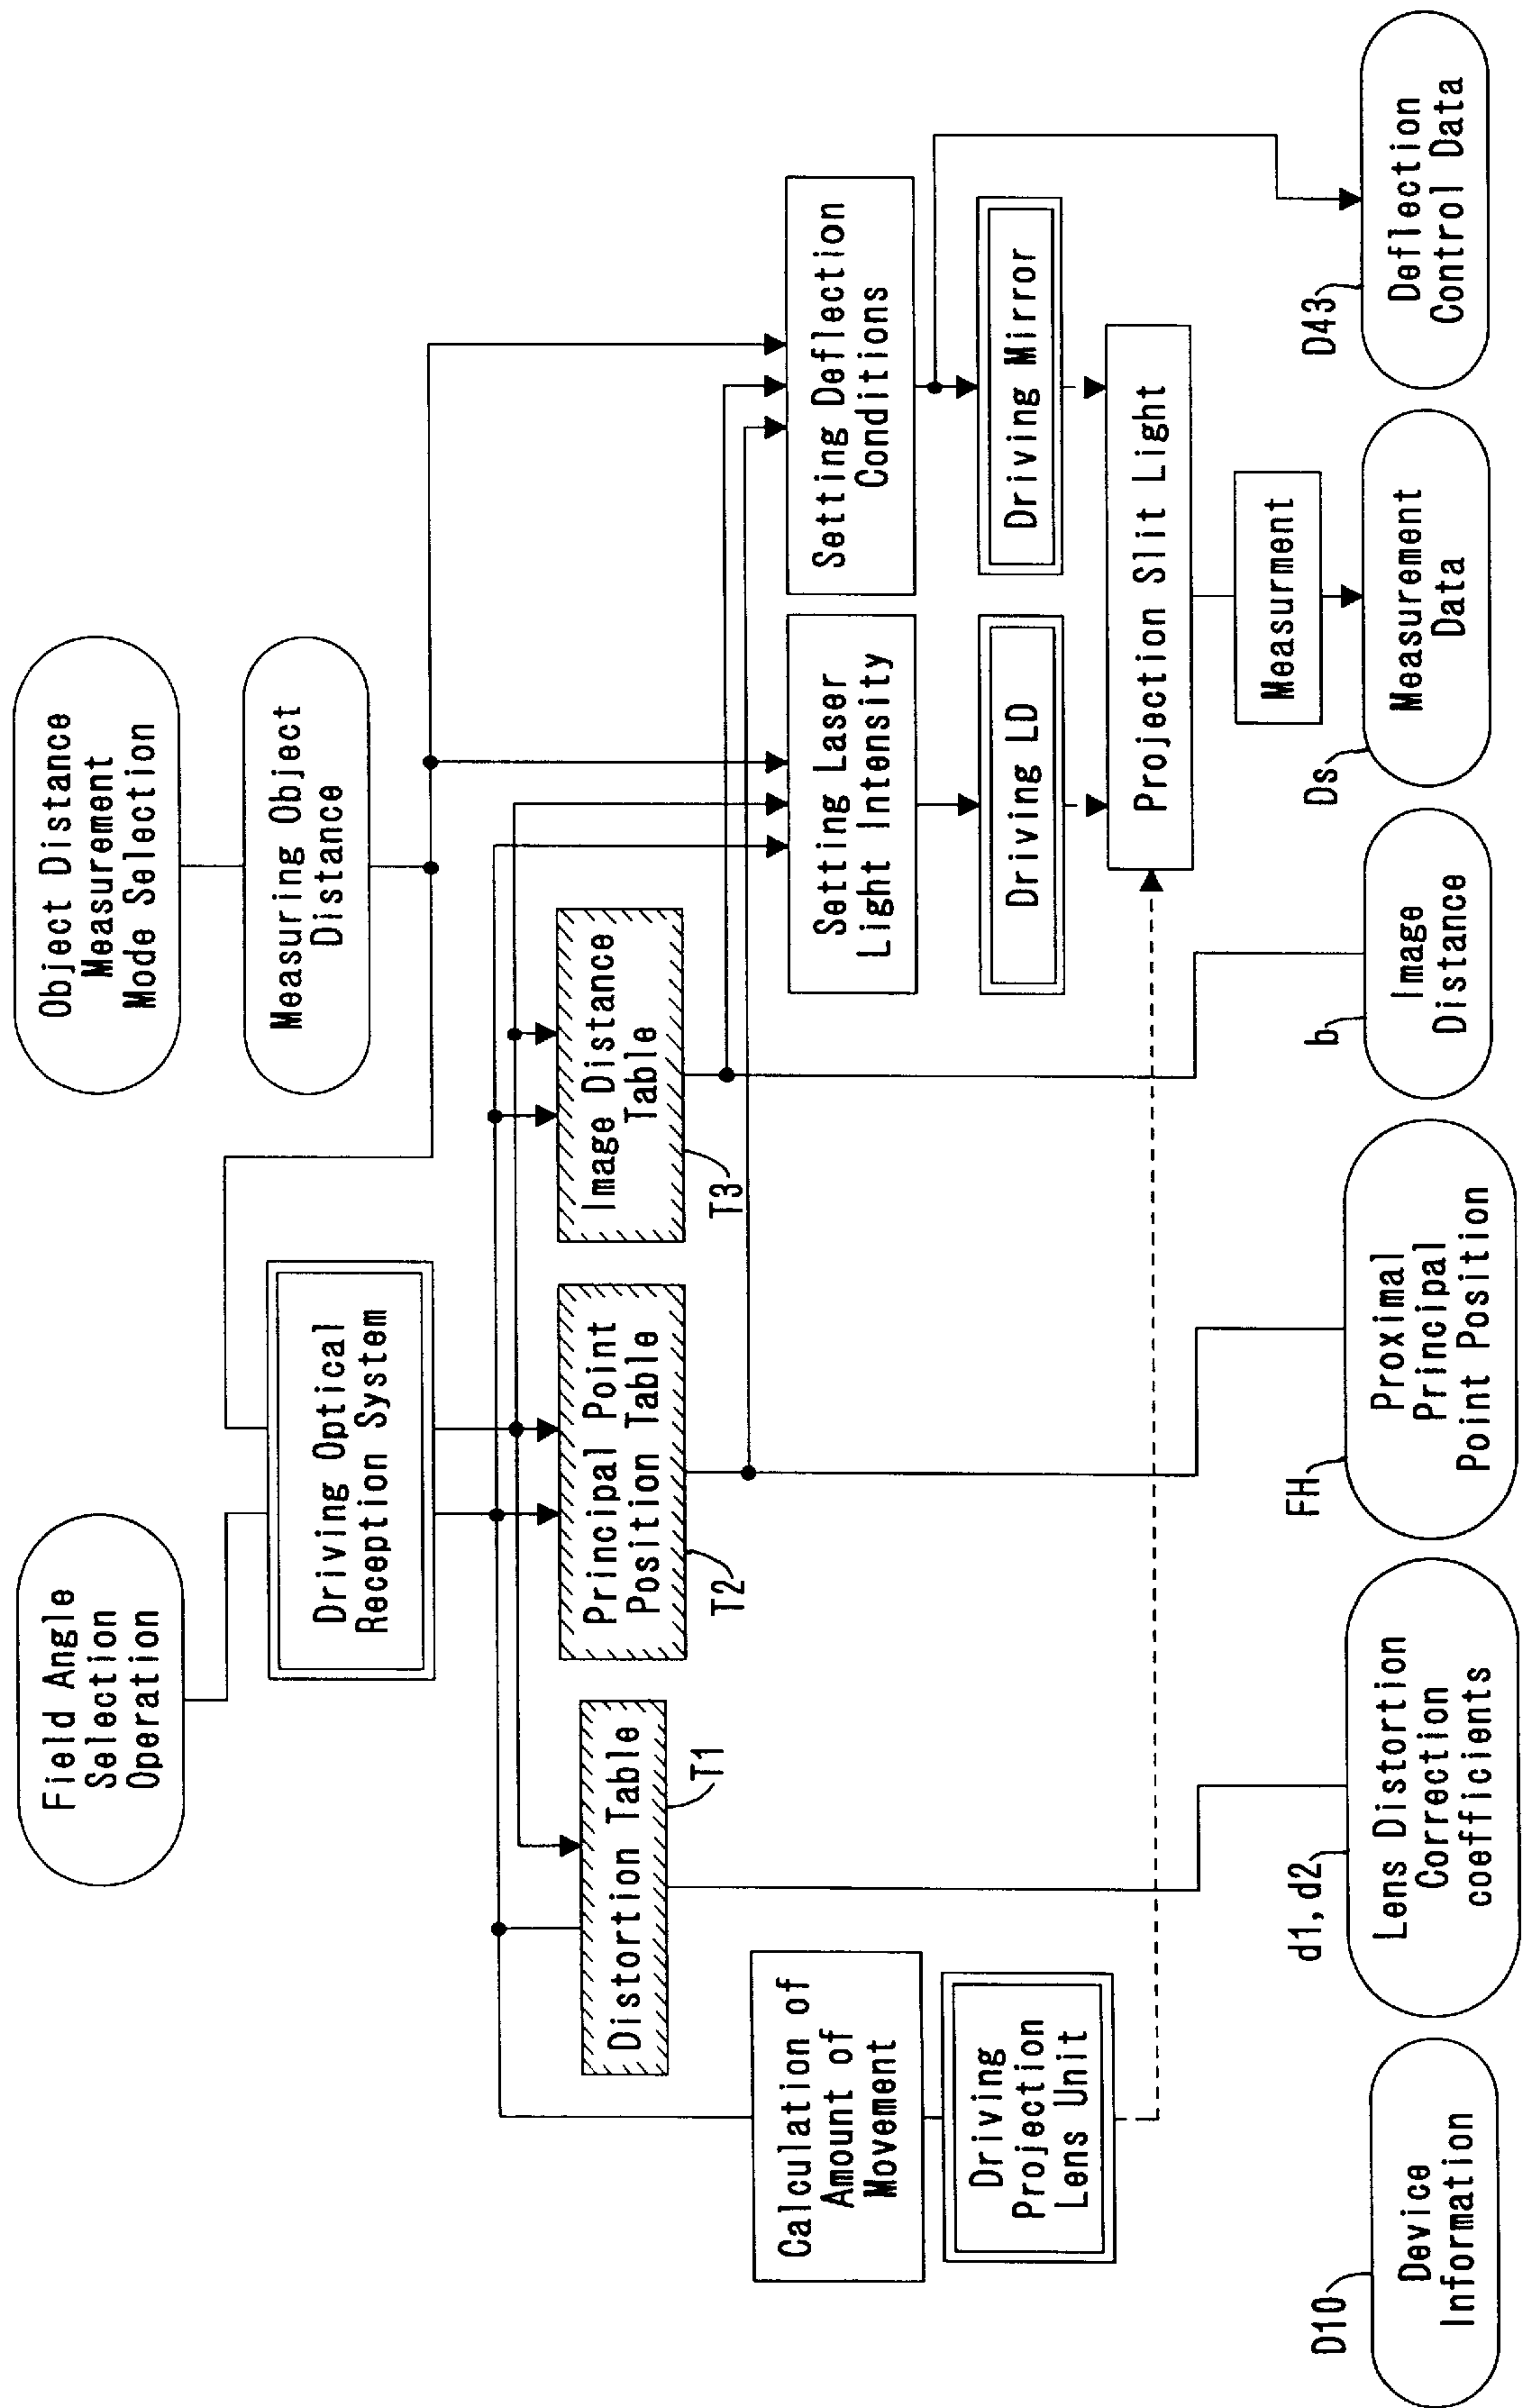 Field Angle
Selection
Operation
Object Distance
Measurement
Mode Selection
Measuring Object
Distance
Driving Optical
Reception System
Distortion Table
T1
Principal Point
Position Table
T2
Image Distance
Table
T3
Calculation of
Amount of
Movement
Setting Laser
Light Intensity
Setting Deflection
Conditions
Driving
Projection
Lens Unit
Driving LD
Driving Mirror
Projection Slit Light
Measurment
D10
Device
Information
d1,d2
Lens Distortion
Correction
coefficients
FH
Proximal
Principal
Point Position
b
Image
Distance
Ds
Measurement
Data
D43
Deflection
Control Data